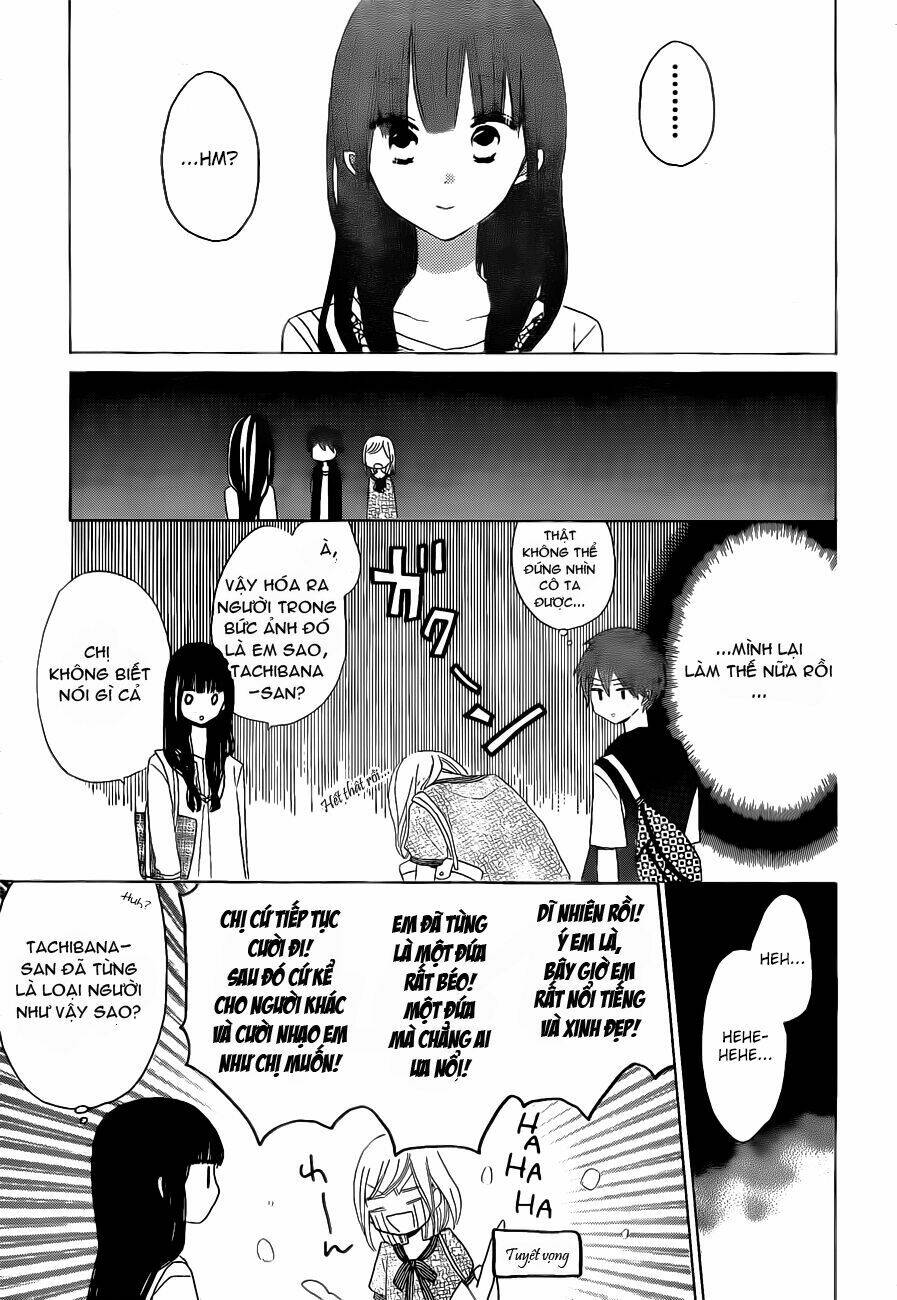 .........
...HM?
...MÌNH LẠI
LÀM THẾ NỮA RỒI
...
THẬT
KHÔNG THỂ
ĐỨNG NHÌN
CÔ TA
ĐƯỢC...
ガガーン
Hết thật rồi...
À,
VẬY HÓA RA
NGƯỜI TRONG
BỨC ẢNH ĐÓ
LÀ EM SAO,
TACHIBANA
-SAN?
CHỊ
KHÔNG BIẾT
NÓI GÌ CẢ
HEH...
HEHE-
HEHE...
DĨ NHIÊN RỒI!
Ý EM LÀ,
BÂY GIỜ EM
RẤT NỔI TIẾNG
VÀ XINH ĐẸP!
EM ĐÃ TỪNG
LÀ MỘT ĐỨA
RẤT BÉO!
MỘT ĐỨA
MÀ CHẲNG AI
ƯA NỔI!
CHỊ CỨ TIẾP TỤC
CƯỜI ĐI!
SAU ĐÓ CỨ KỂ
CHO NGƯỜI KHÁC
VÀ CƯỜI NHẠO EM
NHƯ CHỊ MUỐN!
HA
HA
HA
Tuyệt vọng
Huh?
TACHIBANA-
SAN ĐÃ TỪNG
LÀ LOẠI NGƯỜI
NHƯ VẬY SAO?